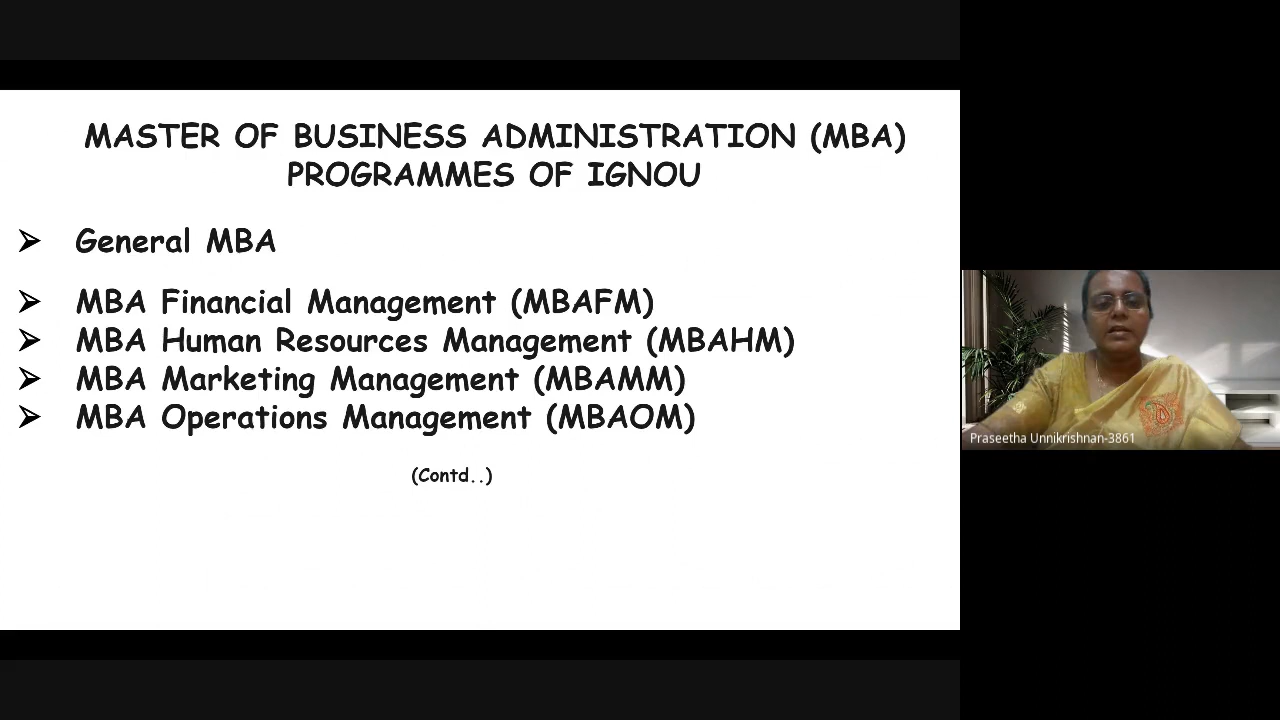 MASTER OF BUSINESS ADMINISTRATION (MBA)
PROGRAMMES OF IGNOU
➢ General MBA
➢ MBA Financial Management (MBAFM)
➢ MBA Human Resources Management (MBAHM)
➢ MBA Marketing Management (MBAMM)
➢ MBA Operations Management (MBAOM)
(Contd..)
Praseetha Unnikrishnan-3861